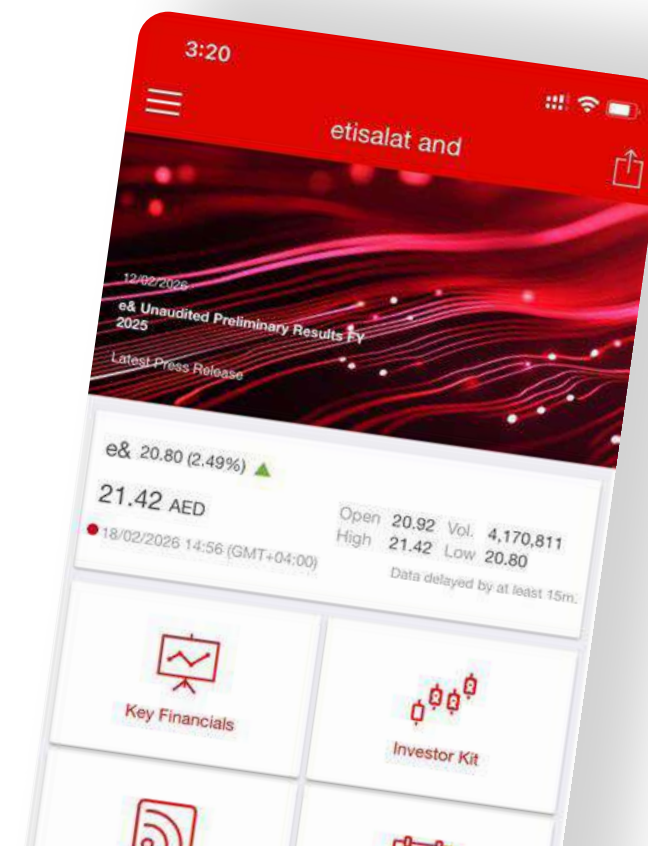 3:20
etisalat and
12/02/2026
e& Unaudited Preliminary Results FY
2025
Latest Press Release
e& 20.80 (2.49%)
21.42 AED
18/02/2026 14:56 (GMT+04:00)
Open 20.92 Vol. 4,170,811
High 21.42 Low 20.80
Data delayed by at least 15m.
Key Financials
Investor Kit